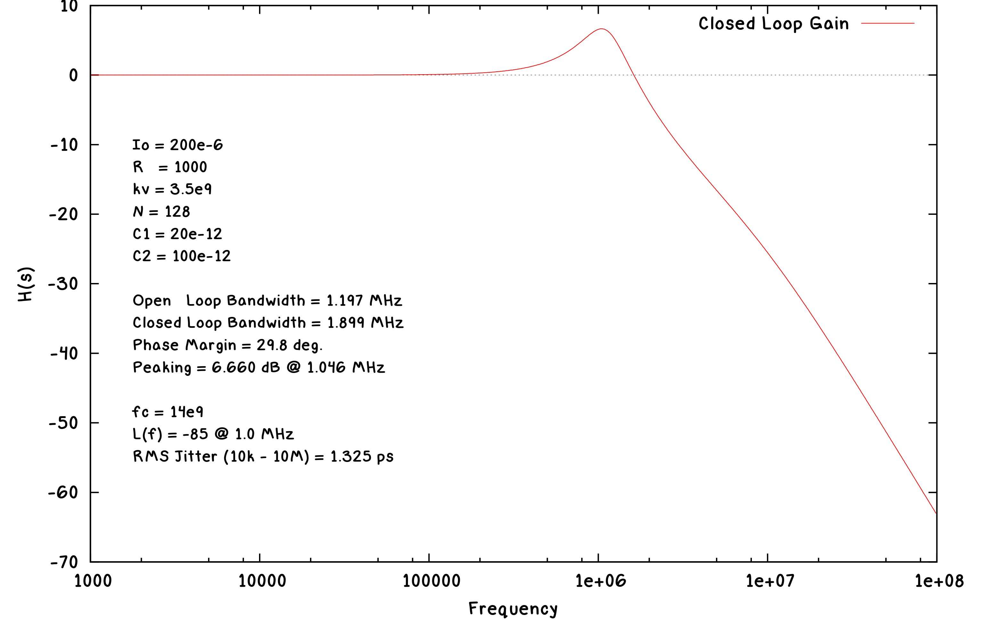 10
Closed Loop Gain
0
-10
Io = 200e-6
R = 1000
kv = 3.5e9
N = 128
-20
C1 = 20e-12
C2 = 100e-12
H(s)
-30
Open Loop Bandwidth = 1.197 MHz
Closed Loop Bandwidth = 1.899 MHz
Phase Margin = 29.8 deg.
-40
Peaking = 6.660 dB @ 1.046 MHz
fc = 14e9
-50
L(f) = -85 @ 1.0 MHz
RMS Jitter (10k - 10M) = 1.325 ps
-60
-70
1000 10000 100000 1e+06 1e+07 1e+08
Frequency